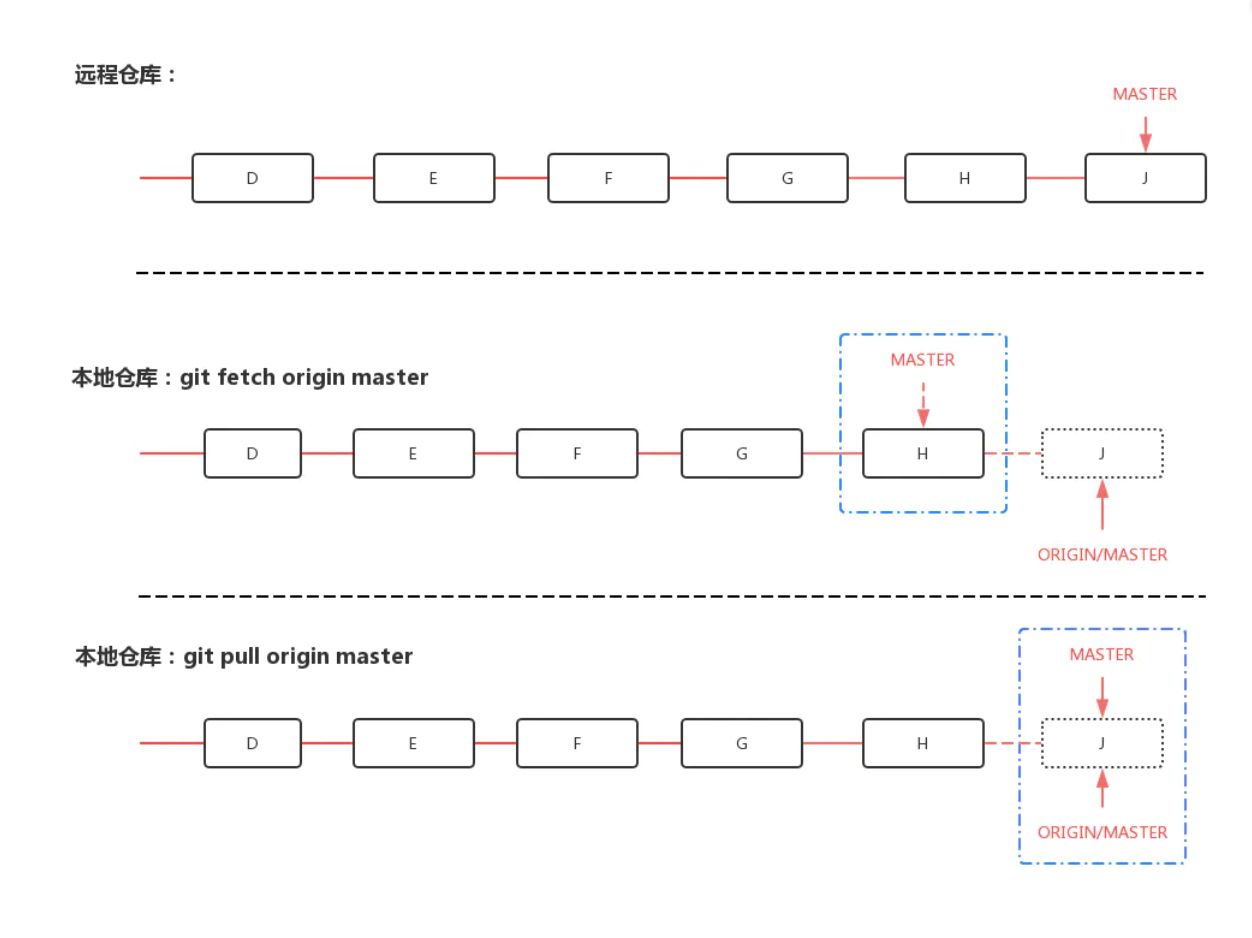 远程仓库：
MASTER
D E F G H J
本地仓库：git fetch origin master
MASTER
D E F G H J
ORIGIN/MASTER
本地仓库：git pull origin master
MASTER
D E F G H J
ORIGIN/MASTER